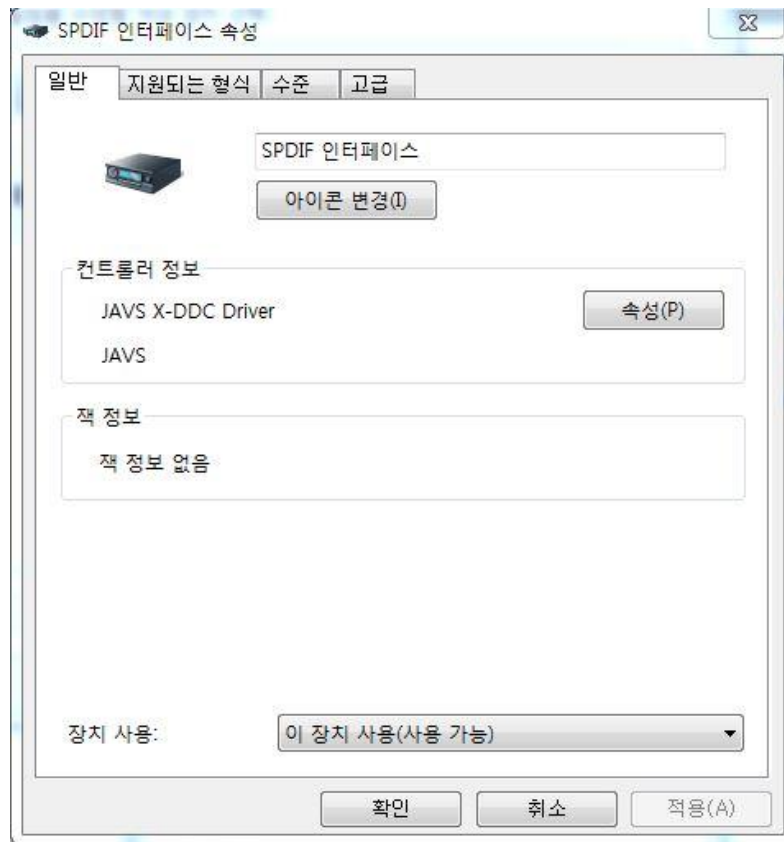 SPDIF 인터페이스 속성
일반 지원되는 형식 수준 고급
SPDIF 인터페이스
아이콘 변경(I)
컨트롤러 정보
JAVS X-DDC Driver 속성(P)
JAVS
잭 정보
잭 정보 없음
장치 사용: 이 장치 사용(사용 가능)
확인 취소 적용(A)